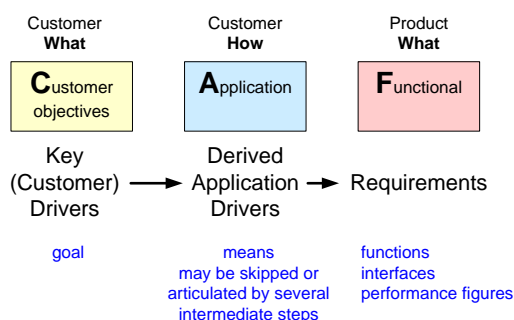 Customer
What
Customer
How
Product
What
Customer
objectives
Application
Functional
Key
(Customer)
Drivers
Derived
Application
Drivers
Requirements
goal
means
may be skipped or
articulated by several
intermediate steps
functions
interfaces
performance figures